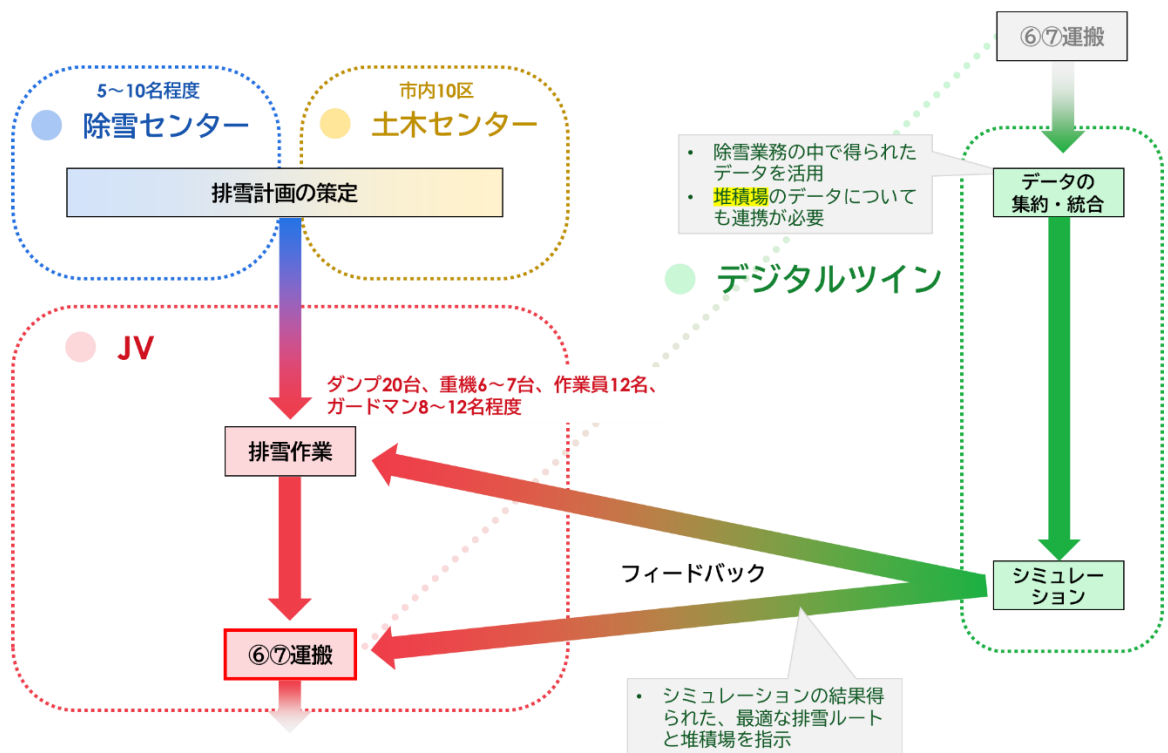 ⑥⑦運搬
5～10名程度
除雪センター
市内10区
土木センター
排雪計画の策定
• 除雪業務の中で得られた
データを活用
• 堆積場のデータについて
も連携が必要
データの
集約・統合
デジタルツイン
JV
ダンプ20台、重機6～7台、作業員12名、
ガードマン8～12名程度
排雪作業
フィードバック
シミュレー
ション
⑥⑦運搬
• シミュレーションの結果得
られた、最適な排雪ルート
と堆積場を指示